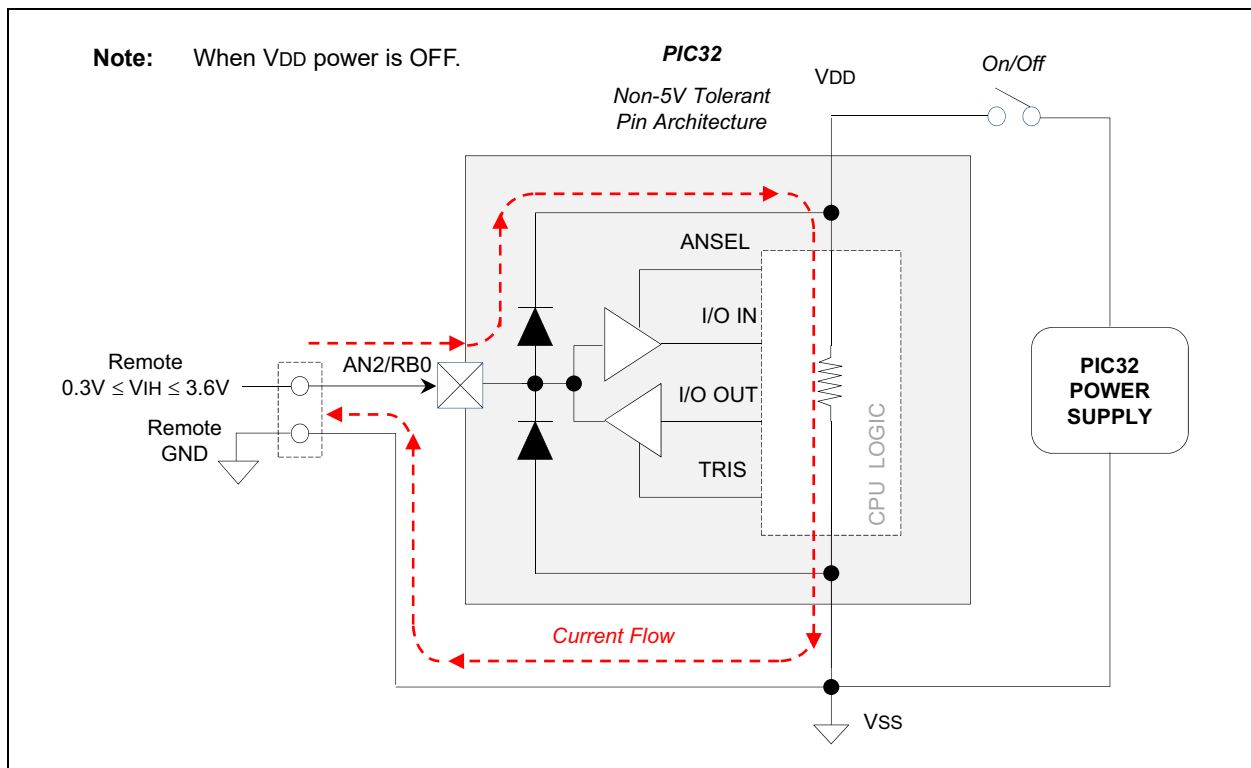 Note: When VDD power is OFF.
PIC32
Non-5V Tolerant
Pin Architecture
VDD
On/Off
ANSEL
I/O IN
Remote
0.3V ≤ VIH ≤ 3.6V
AN2/RB0
I/O OUT
Remote
GND
TRIS
CPU LOGIC
PIC32
POWER
SUPPLY
Current Flow
VSS